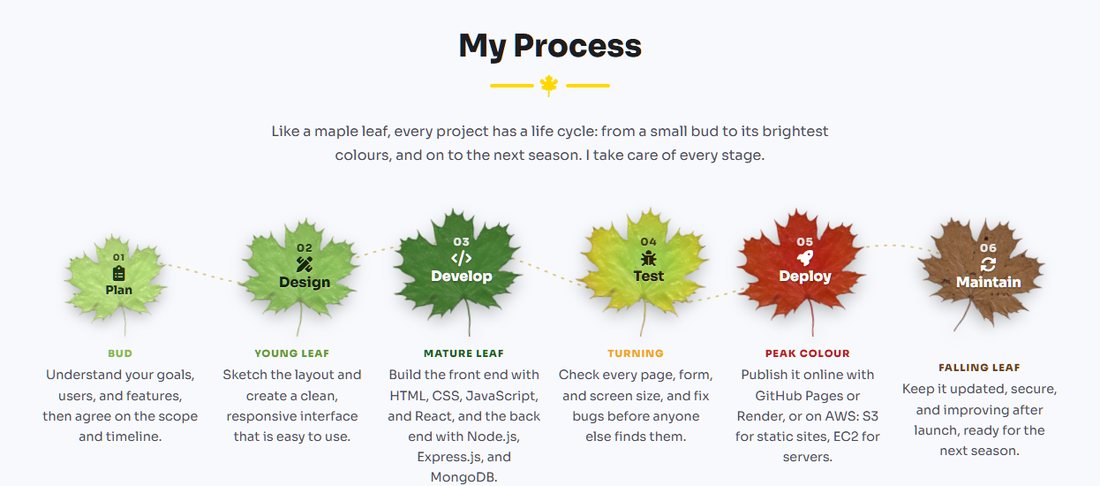 My Process
Like a maple leaf, every project has a life cycle: from a small bud to its brightest
colours, and on to the next season. I take care of every stage.
01
Plan
BUD
Understand your goals,
users, and features,
then agree on the scope
and timeline.
02
Design
YOUNG LEAF
Sketch the layout and
create a clean,
responsive interface
that is easy to use.
03
Develop
MATURE LEAF
Build the front end with
HTML, CSS, JavaScript,
and React, and the back
end with Node.js,
Express.js, and
MongoDB.
04
Test
TURNING
Check every page, form,
and screen size, and fix
bugs before anyone
else finds them.
05
Deploy
PEAK COLOUR
Publish it online with
GitHub Pages or
Render, or on AWS: S3
for static sites, EC2 for
servers.
06
Maintain
FALLING LEAF
Keep it updated, secure,
and improving after
launch, ready for the
next season.